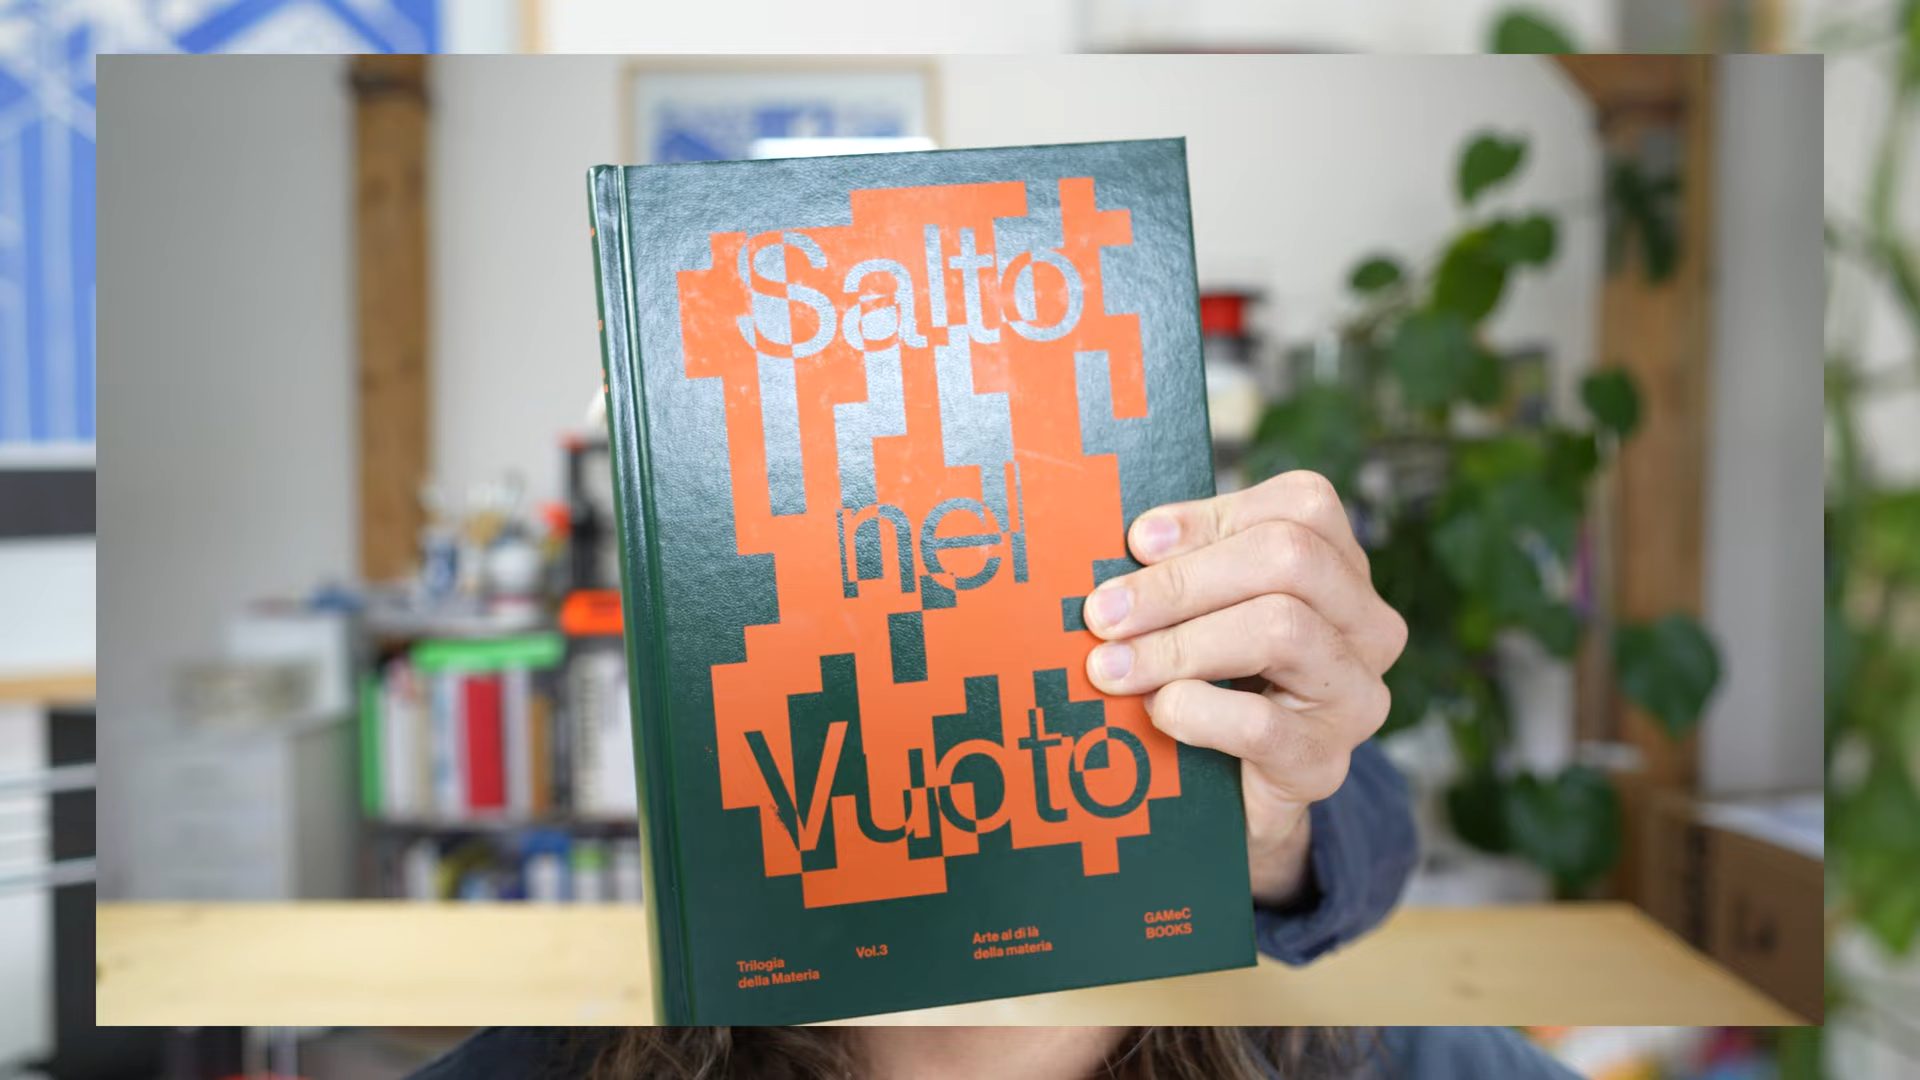 Salto
nel
Vuoto
Trilogia
della Materia
Vol.3
Arte al di là
della materia
GAMeC
BOOKS